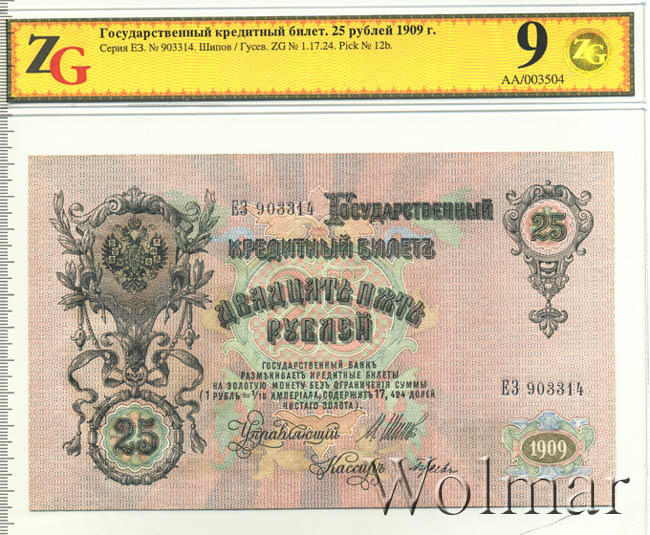 ZG
Государственный кредитный билет. 25 рублей 1909 г.
Серия ЕЗ. № 903314. Шипов / Гусев. ZG № 1.17.24. Pick № 12b.
9
ZG
AA/003504
ЕЗ 903314 Государственный
25
кредитный билетъ
двадцать пять
рублей
государственный банкъ
размѣниваетъ кредитные билеты
на золотую монету безъ ограниченія суммы
(1 рубль = 1/15 имперіала, содержитъ 17,424 долей
чистаго золота).
ЕЗ 903314
25
Управляющій
1909
Кассиръ
Wolmar